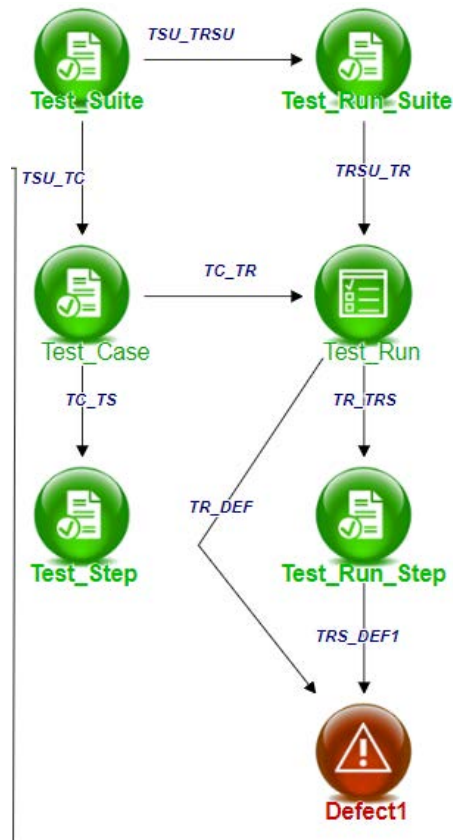 TSU_TRSU
Test_Suite
Test_Run_Suite
TSU_TC
TRSU_TR
TC_TR
Test_Case
Test_Run
TC_TS
TR_TRS
TR_DEF
Test_Step
Test_Run_Step
TRS_DEF1
Defect1